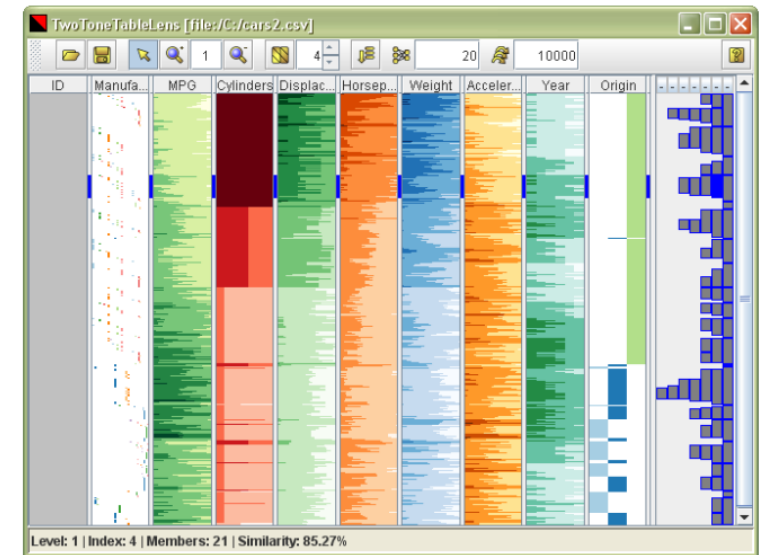 TwoToneTableLens [file:/C:/cars2.csv]
1 4 20 10000
ID Manufa... MPG Cylinders Displac... Horsep... Weight Acceler... Year Origin - - - - - - -
Level: 1 | Index: 4 | Members: 21 | Similarity: 85.27%